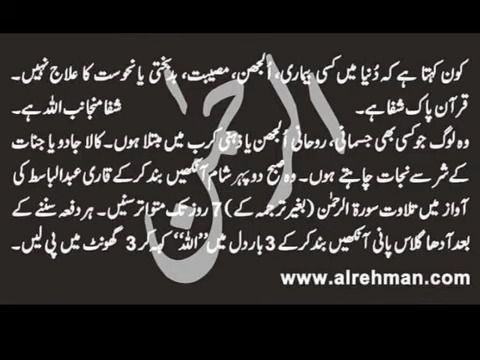 کون کہتا ہے کہ دُنیا میں کسی بیماری، اُلجھن، مصیبت، بدبختی یا نحوست کا علاج نہیں۔
قرآن پاک شفا ہے۔ شفا منجانب اللہ ہے۔
وہ لوگ جو کسی بھی جسمانی، روحانی اُلجھن یا ذہنی کرب میں مبتلا ہوں۔ کالا جادو یا جنات
کے شر سے نجات چاہتے ہوں۔ وہ صبح دوپہر شام آنکھیں بند کر کے قاری عبدالباسط کی
آواز میں تلاوت سورۃ الرحمٰن (بغیر ترجمہ کے) 7 روز تک متواتر سنیں۔ ہر دفعہ سننے کے
بعد آدھا گلاس پانی آنکھیں بند کر کے 3 بار دل میں ”اللہ“ کہہ کر 3 گھونٹ میں پی لیں۔
www.alrehman.com
الرحمن